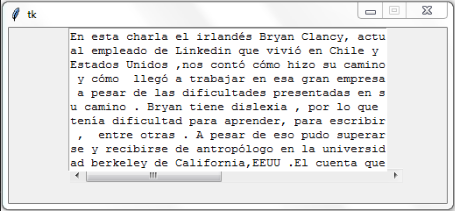 tk
En esta charla el irlandés Bryan Clancy, actu
al empleado de Linkedin que vivió en Chile y
Estados Unidos ,nos contó cómo hizo su camino
y cómo  llegó a trabajar en esa gran empresa
a pesar de las dificultades presentadas en s
u camino . Bryan tiene dislexia , por lo que
tenía dificultad para aprender, para escribir
,  entre otras . A pesar de eso pudo superar
se y recibirse de antropólogo en la universid
ad berkeley de California,EEUU .El cuenta que